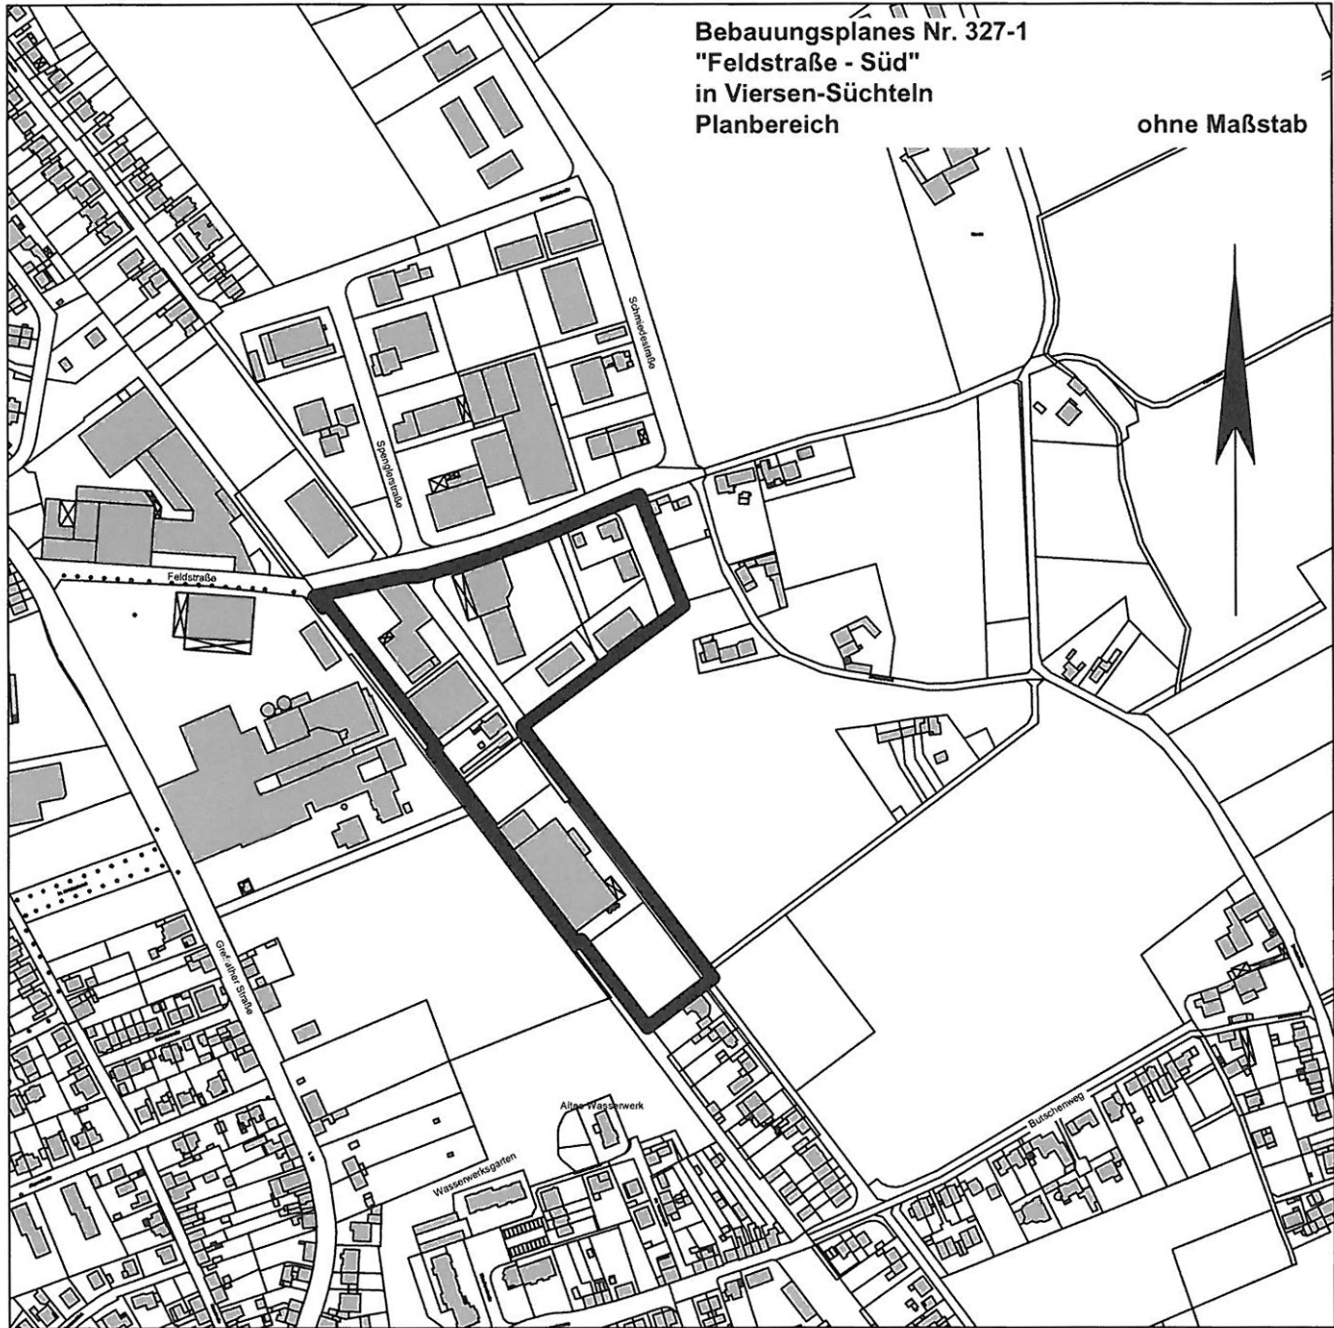 Bebauungsplanes Nr. 327-1
"Feldstraße - Süd"
in Viersen-Süchteln
Planbereich
ohne Maßstab
Schmiedestraße
Spenglerstraße
Feldstraße
Grefrather Straße
Altes Wasserwerk
Wasserwerksgarten
Butschenweg